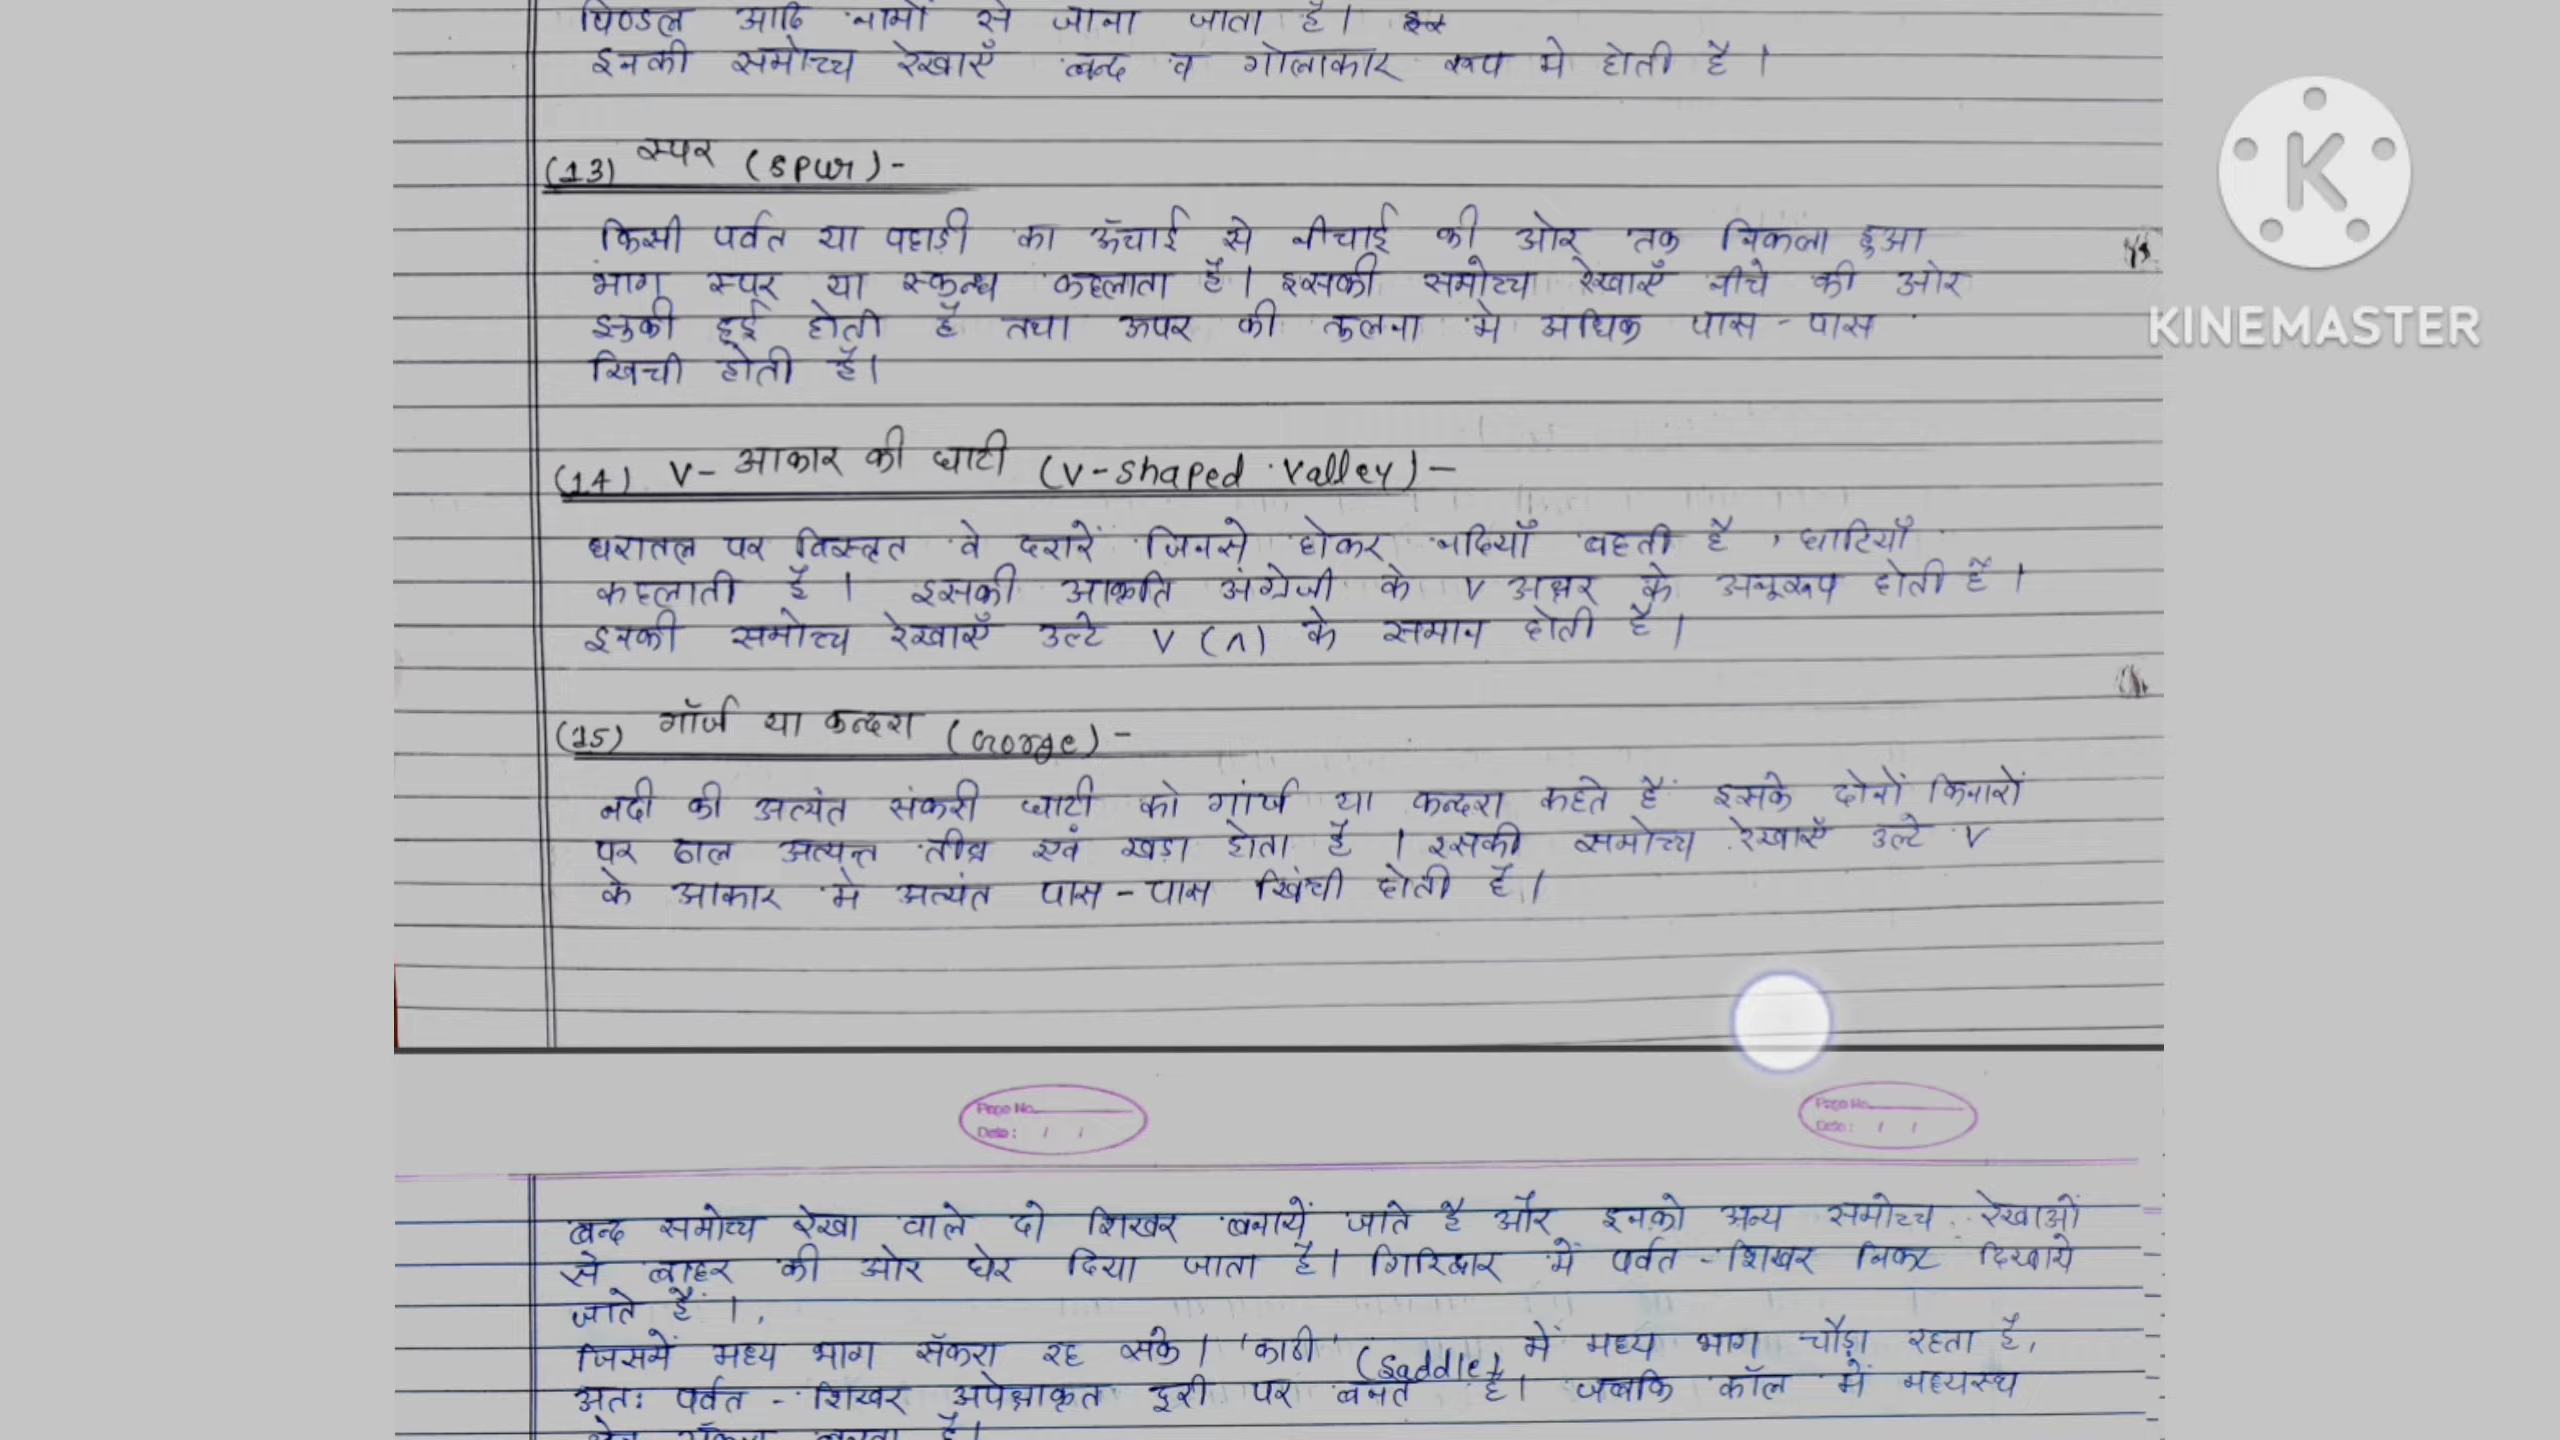 पिण्डल आदि नामों से जाना जाता है।
इनकी समोच्च रेखाएँ बन्द व गोलाकार रूप मे होती है।
(13) स्पर (spur) -
किसी पर्वत या पहाड़ी का ऊँचाई से नीचाई की ओर तक निकला हुआ
भाग स्पर या स्कन्ध कहलाता है। इसकी समोच्चा रेखाएँ नीचे की ओर
झुकी हुई होती है तथा ऊपर की तुलना मे अधिक पास - पास
खिची होती है।
(14) V- आकार की घाटी (V-shaped valley) -
धरातल पर विस्तृत वे दरारें जिनसे होकर नदियाँ बहती है, घाटियाँ
कहलाती है। इसकी आकृति अंग्रेजी के V अक्षर के अनुरूप होती है।
इनकी समोच्च रेखाएँ उल्टे V (Λ) के समान होती है।
(15) गॉर्ज या कन्दरा (Gorge) -
नदी की अत्यंत संकरी घाटी को गांर्ज या कन्दरा कहते हैं इसके दोनों किनारों
पर ढाल अत्यन्त तीव्र एवं खड़ा होता है। इसकी समोच्च रेखाएँ उल्टे V
के आकार मे अत्यंत पास - पास खिंची होती है।
Page No.
Date: / /
Page No.
Date: / /
बन्द समोच्च रेखा वाले दो शिखर बनायें जाते है और इनको अन्य समोच्च रेखाओं
से बाहर की ओर घेर दिया जाता है। गिरिद्वार में पर्वत - शिखर निकट दिखाये
जाते हैं।
जिसमें मध्य भाग सँकरा रह सके। 'काठी' (saddle) में मध्य भाग चौड़ा रहता है,
अतः पर्वत - शिखर अपेक्षाकृत दूरी पर बनते है। जबकि कॉल में मध्यस्थ
KINEMASTER